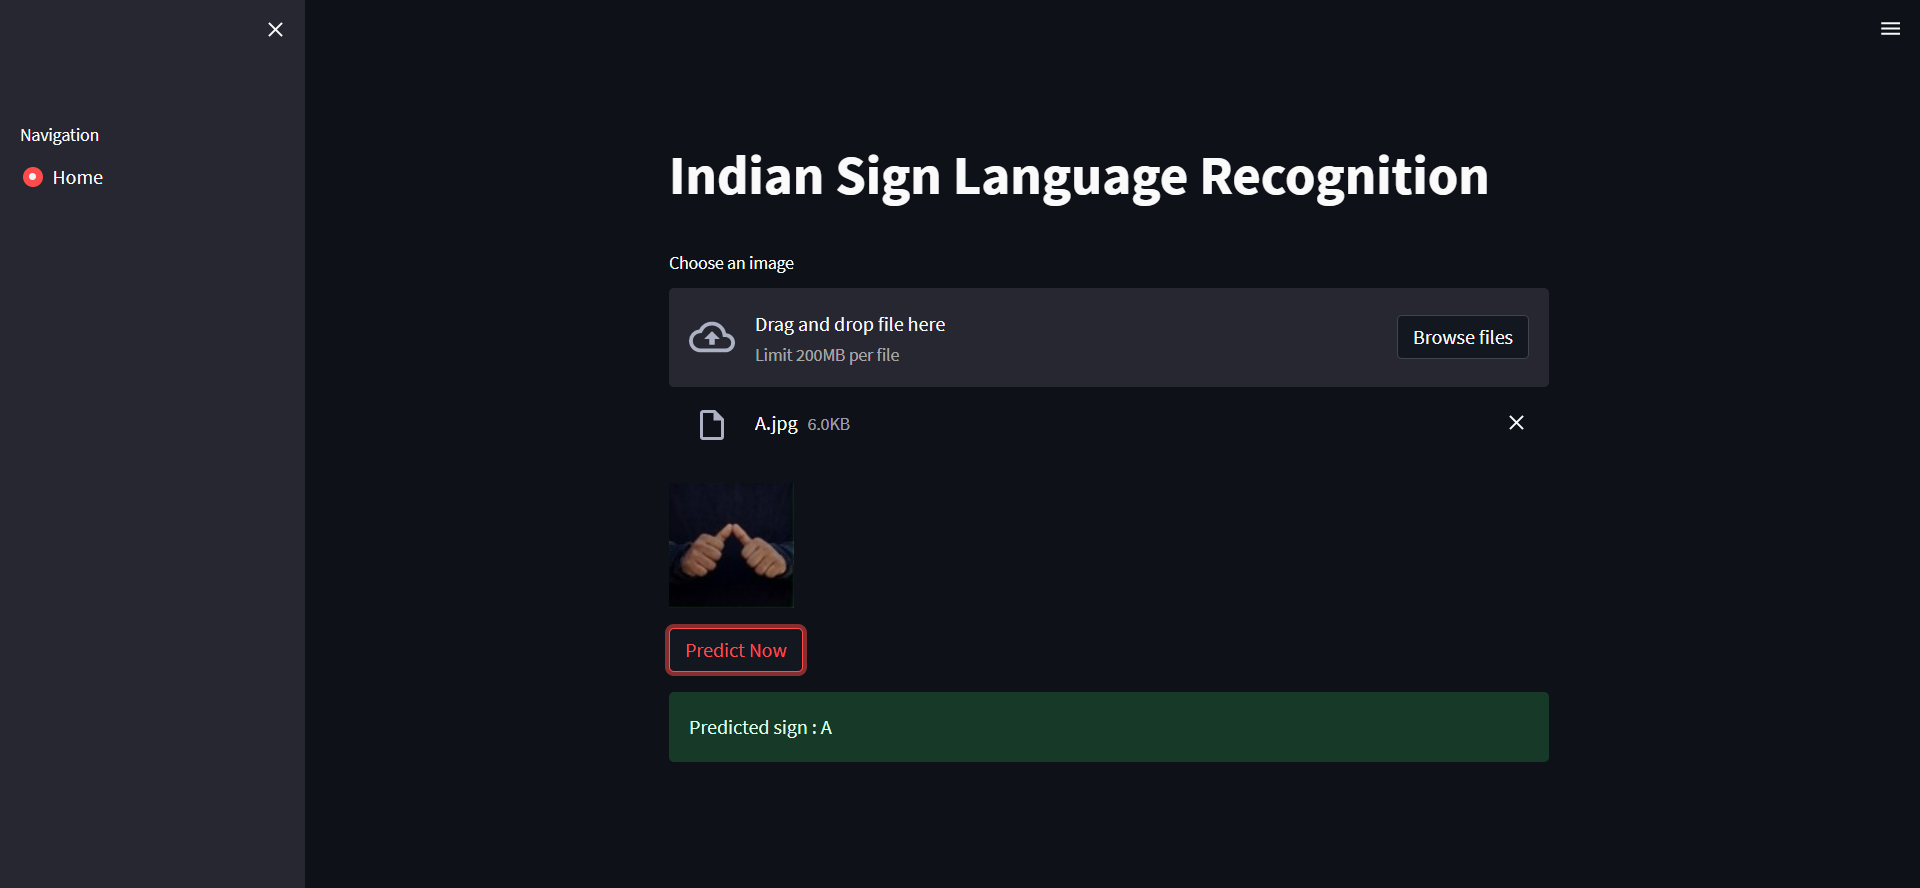 Navigation
Home
Indian Sign Language Recognition
Choose an image
Drag and drop file here
Limit 200MB per file
Browse files
A.jpg 6.0KB
Predict Now
Predicted sign : A